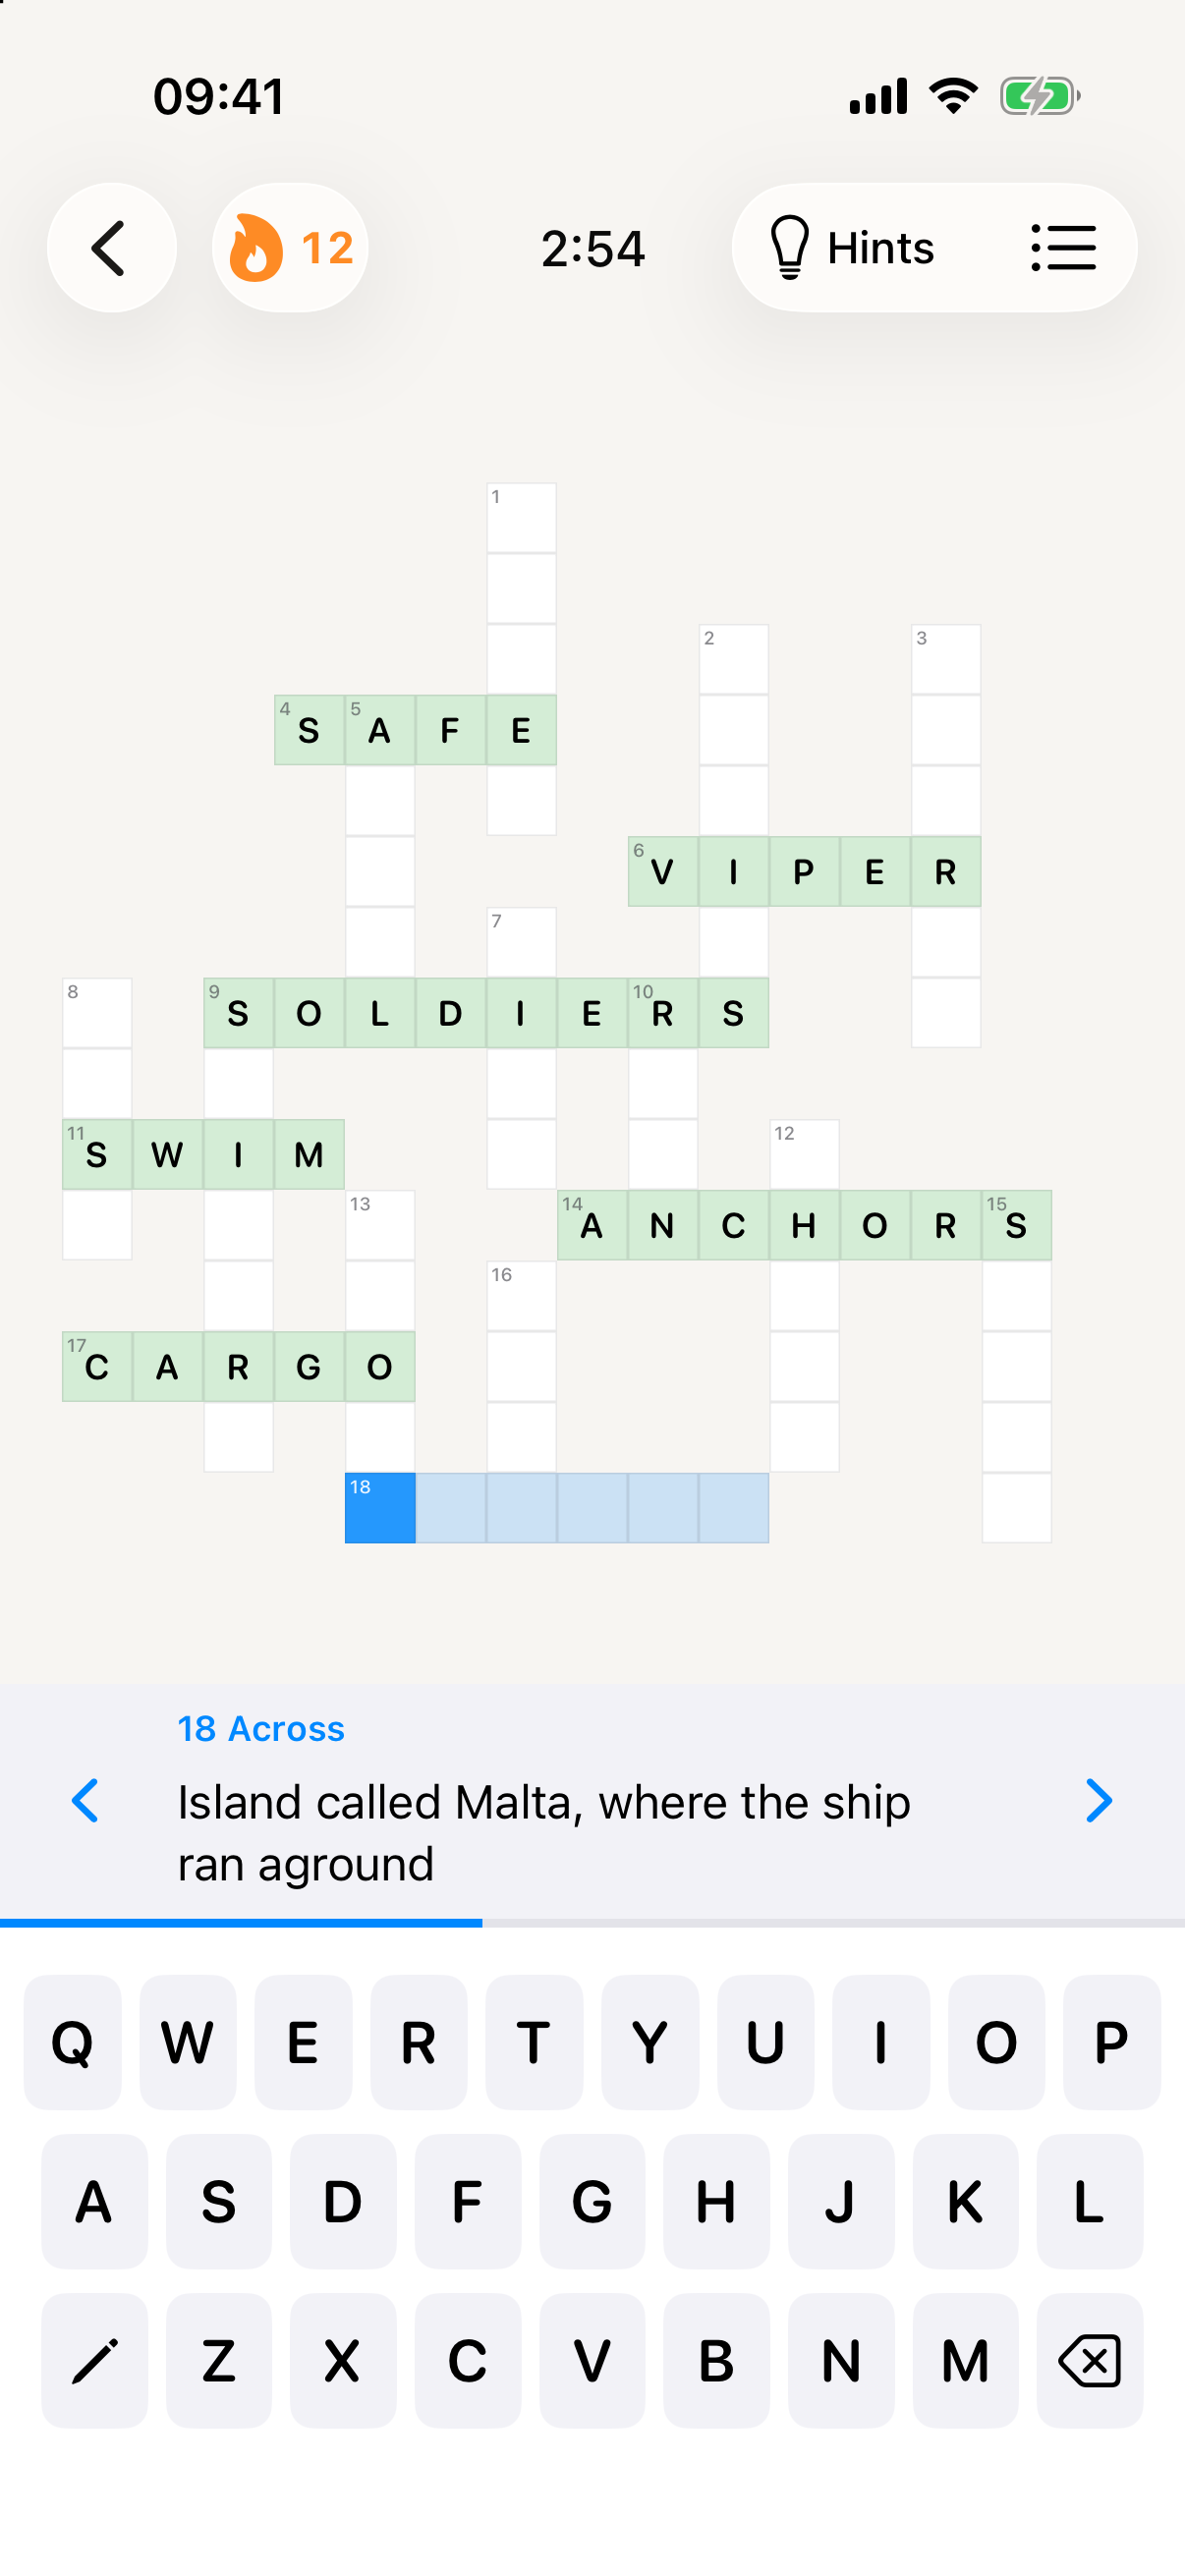 09:41
12
2:54
Hints
1
2
3
4 S 5 A F E
6 V I P E R
7
8
9 S O L D I E 10 R S
11 S W I M
12
13
14 A N C H O R 15 S
16
17 C A R G O
18
18 Across
Island called Malta, where the ship
ran aground
Q W E R T Y U I O P
A S D F G H J K L
Z X C V B N M